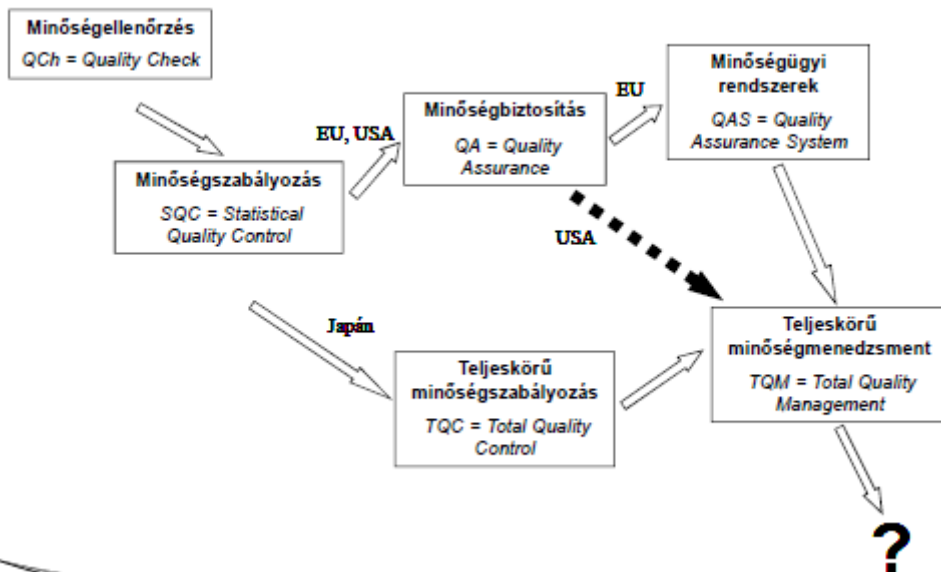 Minőségellenőrzés
QCh = Quality Check
Minőségszabályozás
SQC = Statistical
Quality Control
EU, USA
Minőségbiztosítás
QA = Quality
Assurance
EU
Minőségügyi
rendszerek
QAS = Quality
Assurance System
USA
Japán
Teljeskörű
minőségszabályozás
TQC = Total Quality
Control
Teljeskörű
minőségmenedzsment
TQM = Total Quality
Management
?